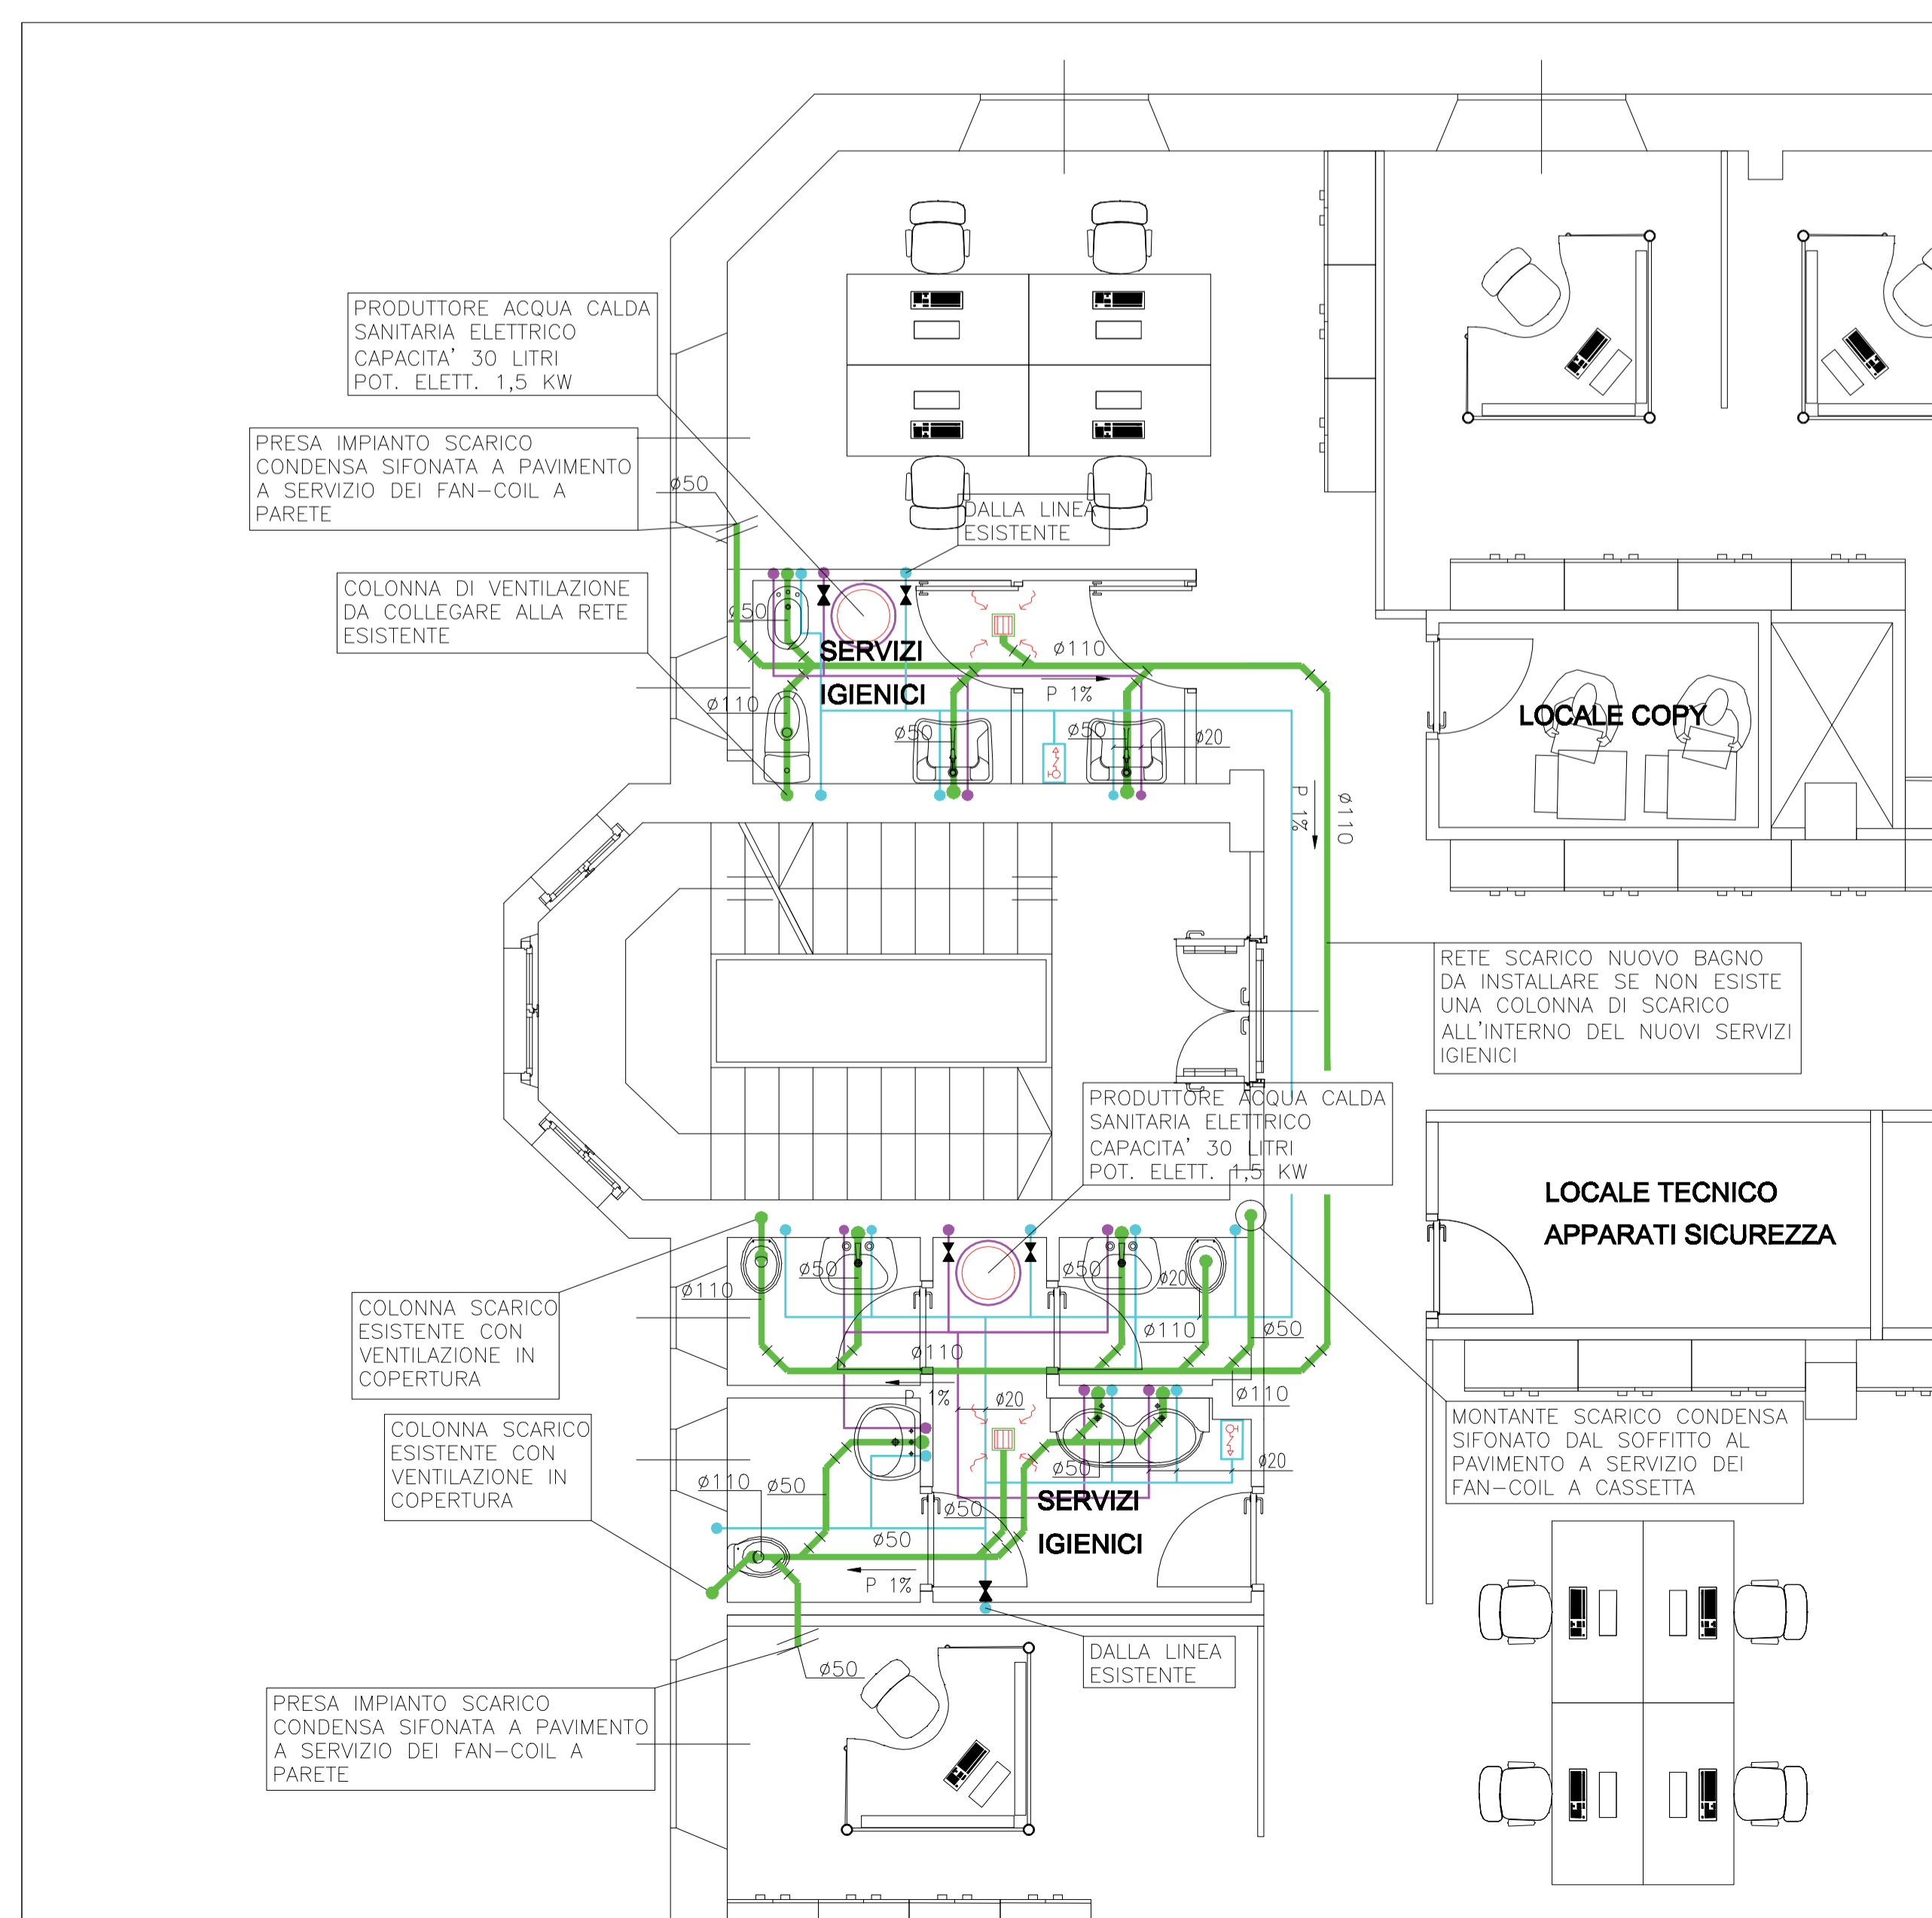 PRODUTTORE ACQUA CALDA
SANITARIA ELETTRICO
CAPACITA' 30 LITRI
POT. ELETT. 1,5 KW
PRESA IMPIANTO SCARICO
CONDENSA SIFONATA A PAVIMENTO
A SERVIZIO DEI FAN-COIL A
PARETE
ø50
DALLA LINEA
ESISTENTE
COLONNA DI VENTILAZIONE
DA COLLEGARE ALLA RETE
ESISTENTE
ø50
SERVIZI
IGIENICI
ø110
P 1%
ø110
ø50
ø50
ø20
LOCALE COPY
P 1%
ø110
RETE SCARICO NUOVO BAGNO
DA INSTALLARE SE NON ESISTE
UNA COLONNA DI SCARICO
ALL'INTERNO DEL NUOVI SERVIZI
IGIENICI
PRODUTTORE ACQUA CALDA
SANITARIA ELETTRICO
CAPACITA' 30 LITRI
POT. ELETT. 1,5 KW
LOCALE TECNICO
APPARATI SICUREZZA
COLONNA SCARICO
ESISTENTE CON
VENTILAZIONE IN
COPERTURA
ø110
ø50
ø50
ø20
ø110
ø50
ø110
P 1%
ø20
ø110
COLONNA SCARICO
ESISTENTE CON
VENTILAZIONE IN
COPERTURA
MONTANTE SCARICO CONDENSA
SIFONATO DAL SOFFITTO AL
PAVIMENTO A SERVIZIO DEI
FAN-COIL A CASSETTA
ø110
ø50
ø50
ø20
ø50
SERVIZI
IGIENICI
ø50
P 1%
DALLA LINEA
ESISTENTE
ø50
PRESA IMPIANTO SCARICO
CONDENSA SIFONATA A PAVIMENTO
A SERVIZIO DEI FAN-COIL A
PARETE